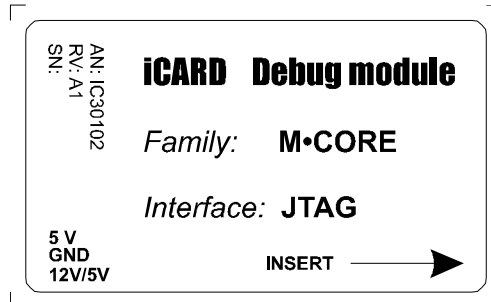 AN: IC30102
RV: A1
SN:
iCARD Debug module
Family: M•CORE
Interface: JTAG
5 V
GND
12V/5V
INSERT